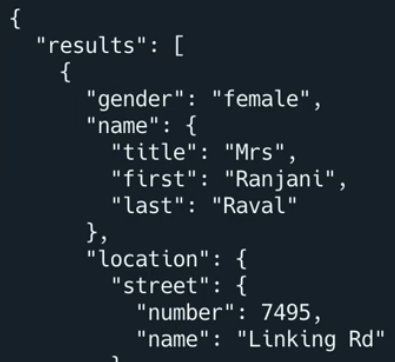 {
  "results": [
    {
      "gender": "female",
      "name": {
        "title": "Mrs",
        "first": "Ranjani",
        "last": "Raval"
      },
      "location": {
        "street": {
          "number": 7495,
          "name": "Linking Rd"
        }